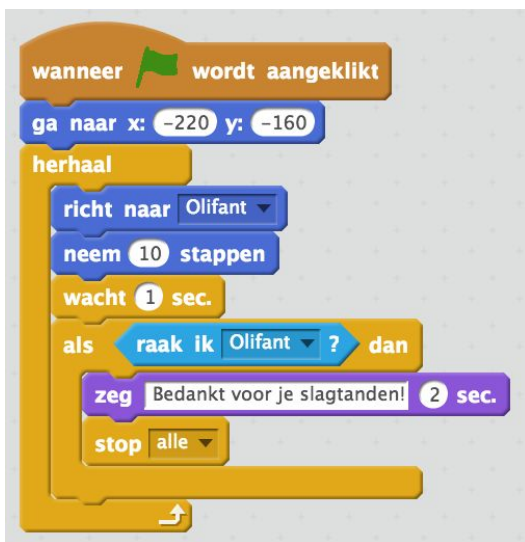 wanneer wordt aangeklikt
ga naar x: -220 y: -160
herhaal
richt naar Olifant
neem 10 stappen
wacht 1 sec.
als raak ik Olifant ? dan
zeg Bedankt voor je slagtanden! 2 sec.
stop alle